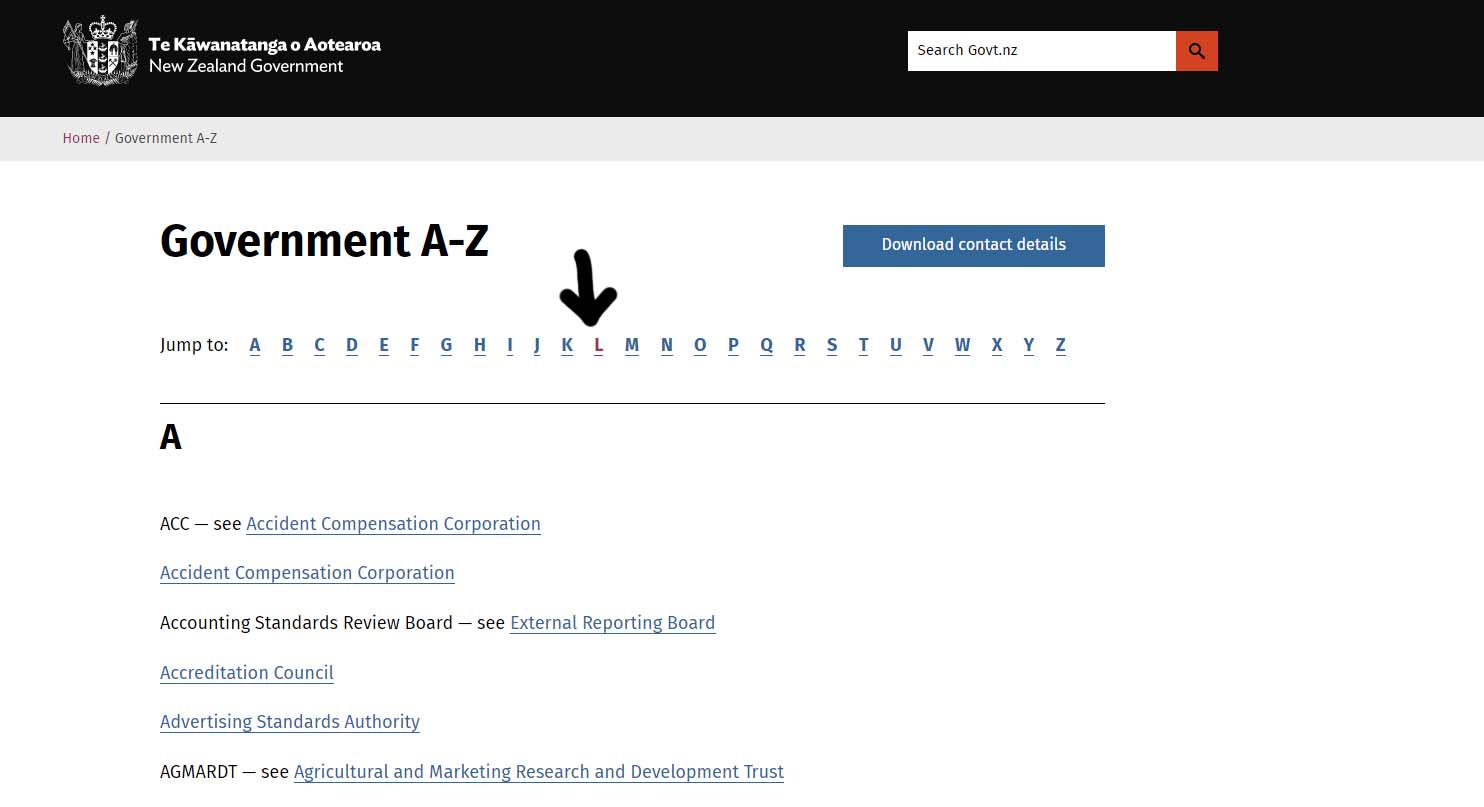 Te Kāwanatanga o Aotearoa
New Zealand Government
Search Govt.nz
Home / Government A-Z
Government A-Z
Download contact details
Jump to: A B C D E F G H I J K L M N O P Q R S T U V W X Y Z
A
ACC — see Accident Compensation Corporation
Accident Compensation Corporation
Accounting Standards Review Board — see External Reporting Board
Accreditation Council
Advertising Standards Authority
AGMARDT — see Agricultural and Marketing Research and Development Trust